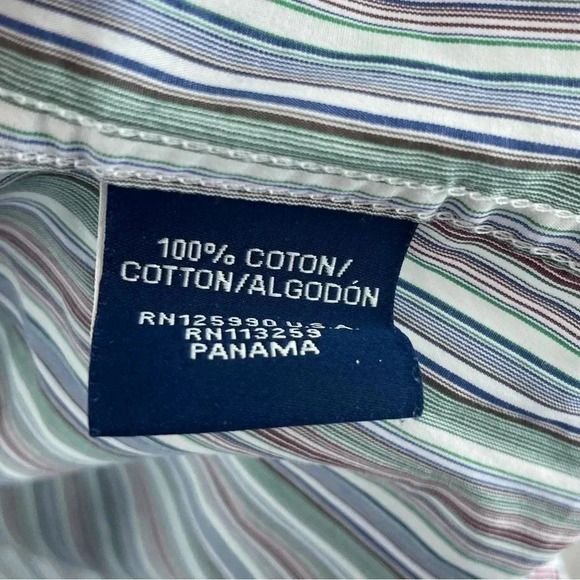 100% COTON/
COTTON/ALGODÓN
RN125990 U.S.A.
RN113259
PANAMA